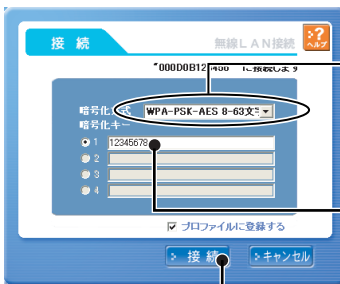 接続
無線LAN接続
?
ヘルプ
"000D0B12 に接続します
暗号化 式 WPA-PSK-AES 8-63文
暗号化キー
1 12345678
2
3
4
プロファイルに登録する
接続
キャンセル